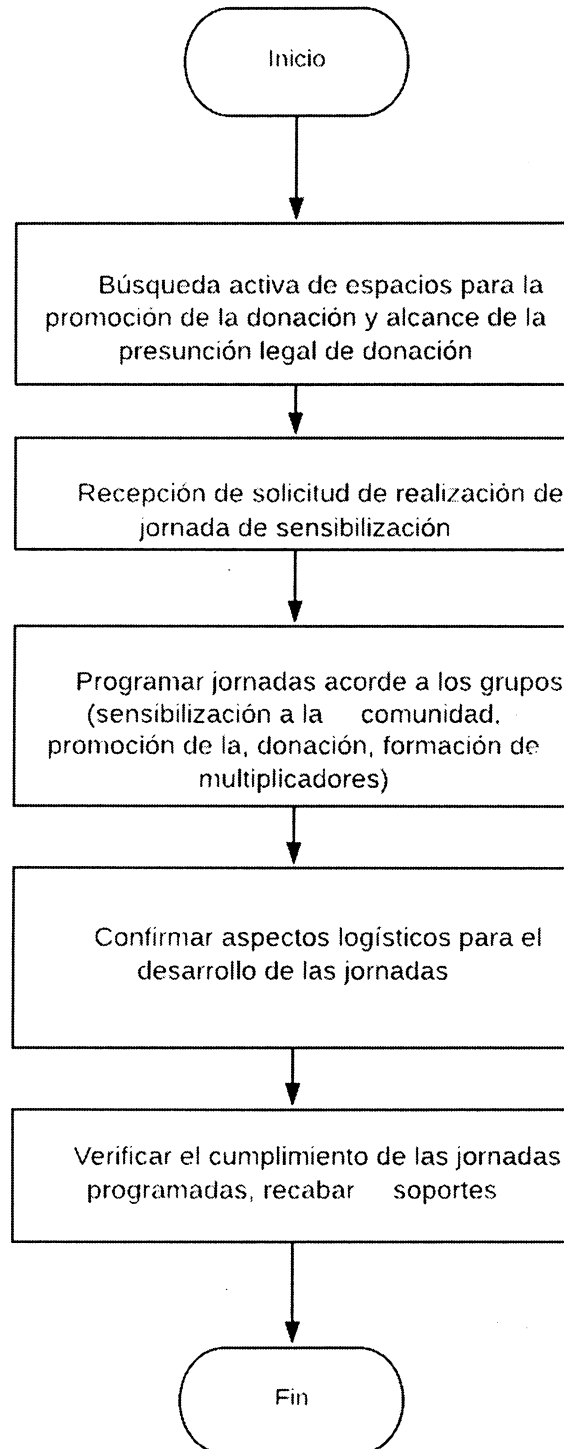 Inicio
Búsqueda activa de espacios para la
promoción de la donación y alcance de la
presunción legal de donación
Recepción de solicitud de realización de
jornada de sensibilización
Programar jornadas acorde a los grupos
(sensibilización a la comunidad.
promoción de la, donación, formación de
multiplicadores)
Confirmar aspectos logísticos para el
desarrollo de las jornadas
Verificar el cumplimiento de las jornadas
programadas, recabar soportes
Fin